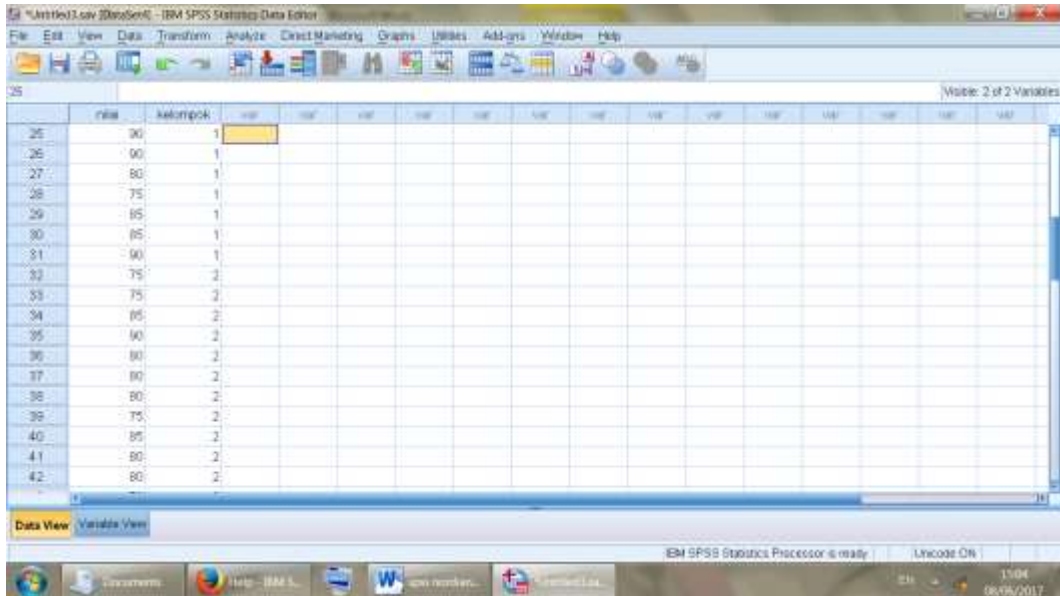 *Untitled3.sav [DataSet4] - IBM SPSS Statistics Data Editor
File Edit View Data Transform Analyze Direct Marketing Graphs Utilities Add-ons Window Help
25 Visible: 2 of 2 Variables
nilai kelompok var var var var var var var var var var var var var
25 90 1
26 90 1
27 80 1
28 75 1
29 85 1
30 85 1
31 90 1
32 75 2
33 75 2
34 85 2
35 90 2
36 80 2
37 80 2
38 80 2
39 75 2
40 85 2
41 80 2
42 80 2
Data View Variable View
IBM SPSS Statistics Processor is ready Unicode:ON
Documents Help - IBM S... *Untitled3.sa... EN 15:04
08/06/2017